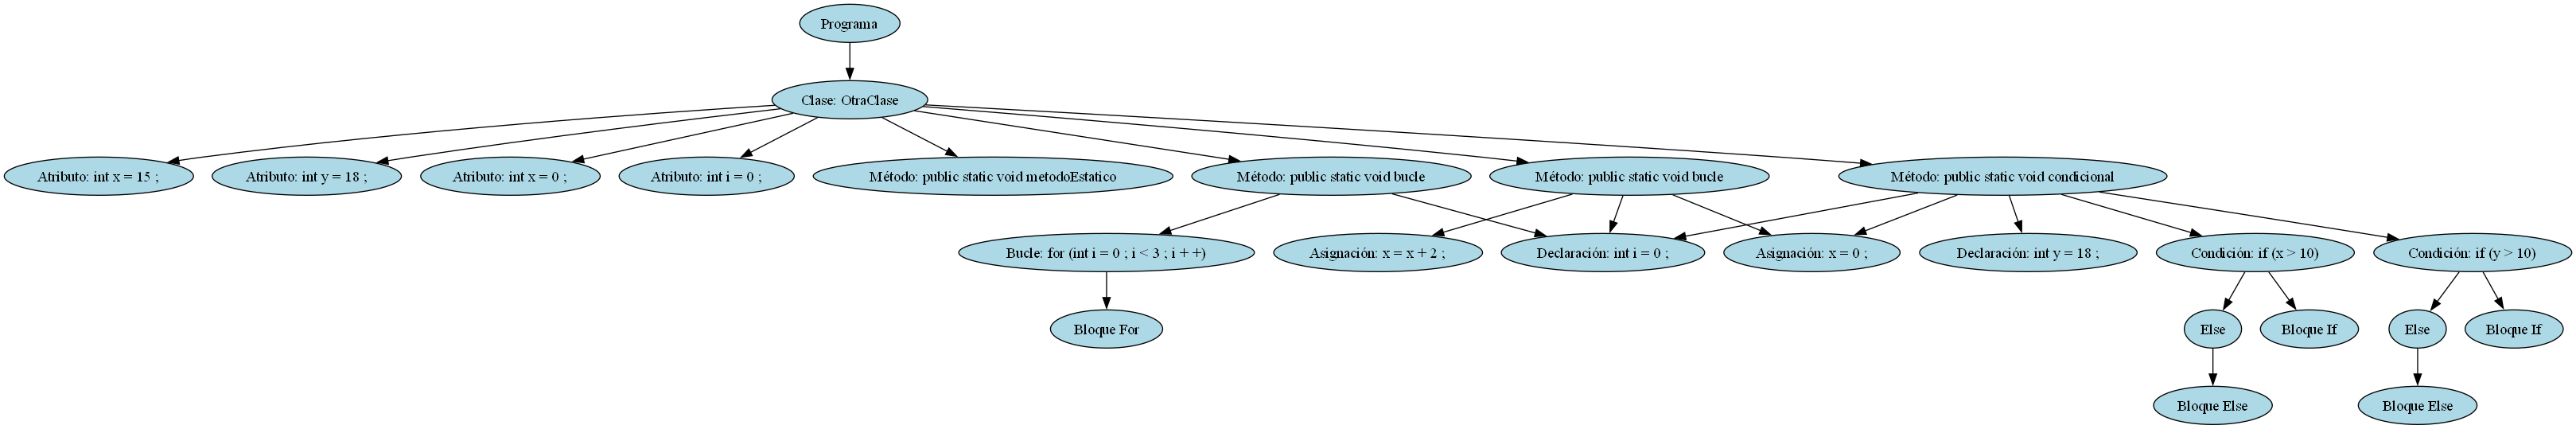 Programa
Clase: OtraClase
Atributo: int x = 15 ;
Atributo: int y = 18 ;
Atributo: int x = 0 ;
Atributo: int i = 0 ;
Método: public static void metodoEstatico
Método: public static void bucle
Método: public static void bucle
Método: public static void condicional
Bucle: for (int i = 0 ; i < 3 ; i + +)
Asignación: x = x + 2 ;
Declaración: int i = 0 ;
Asignación: x = 0 ;
Declaración: int y = 18 ;
Condición: if (x > 10)
Condición: if (y > 10)
Bloque For
Else
Bloque If
Else
Bloque If
Bloque Else
Bloque Else